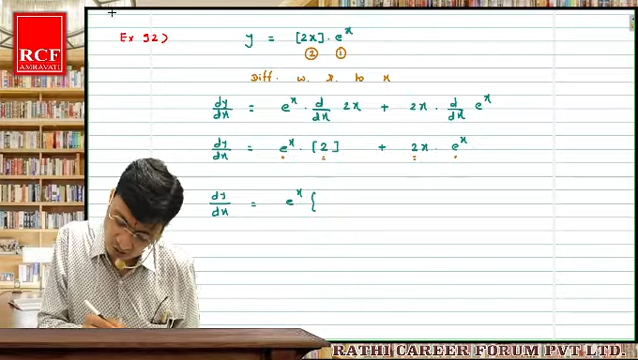 RCF
AMRAVATI
Ex 92)
y = [2x] . e^x
② ①
Diff. w. r. to x
dy/dx = e^x . d/dx 2x + 2x . d/dx e^x
dy/dx = e^x . [2] + 2x . e^x
dy/dx = e^x {
RATHI CAREER FORUM PVT LTD.